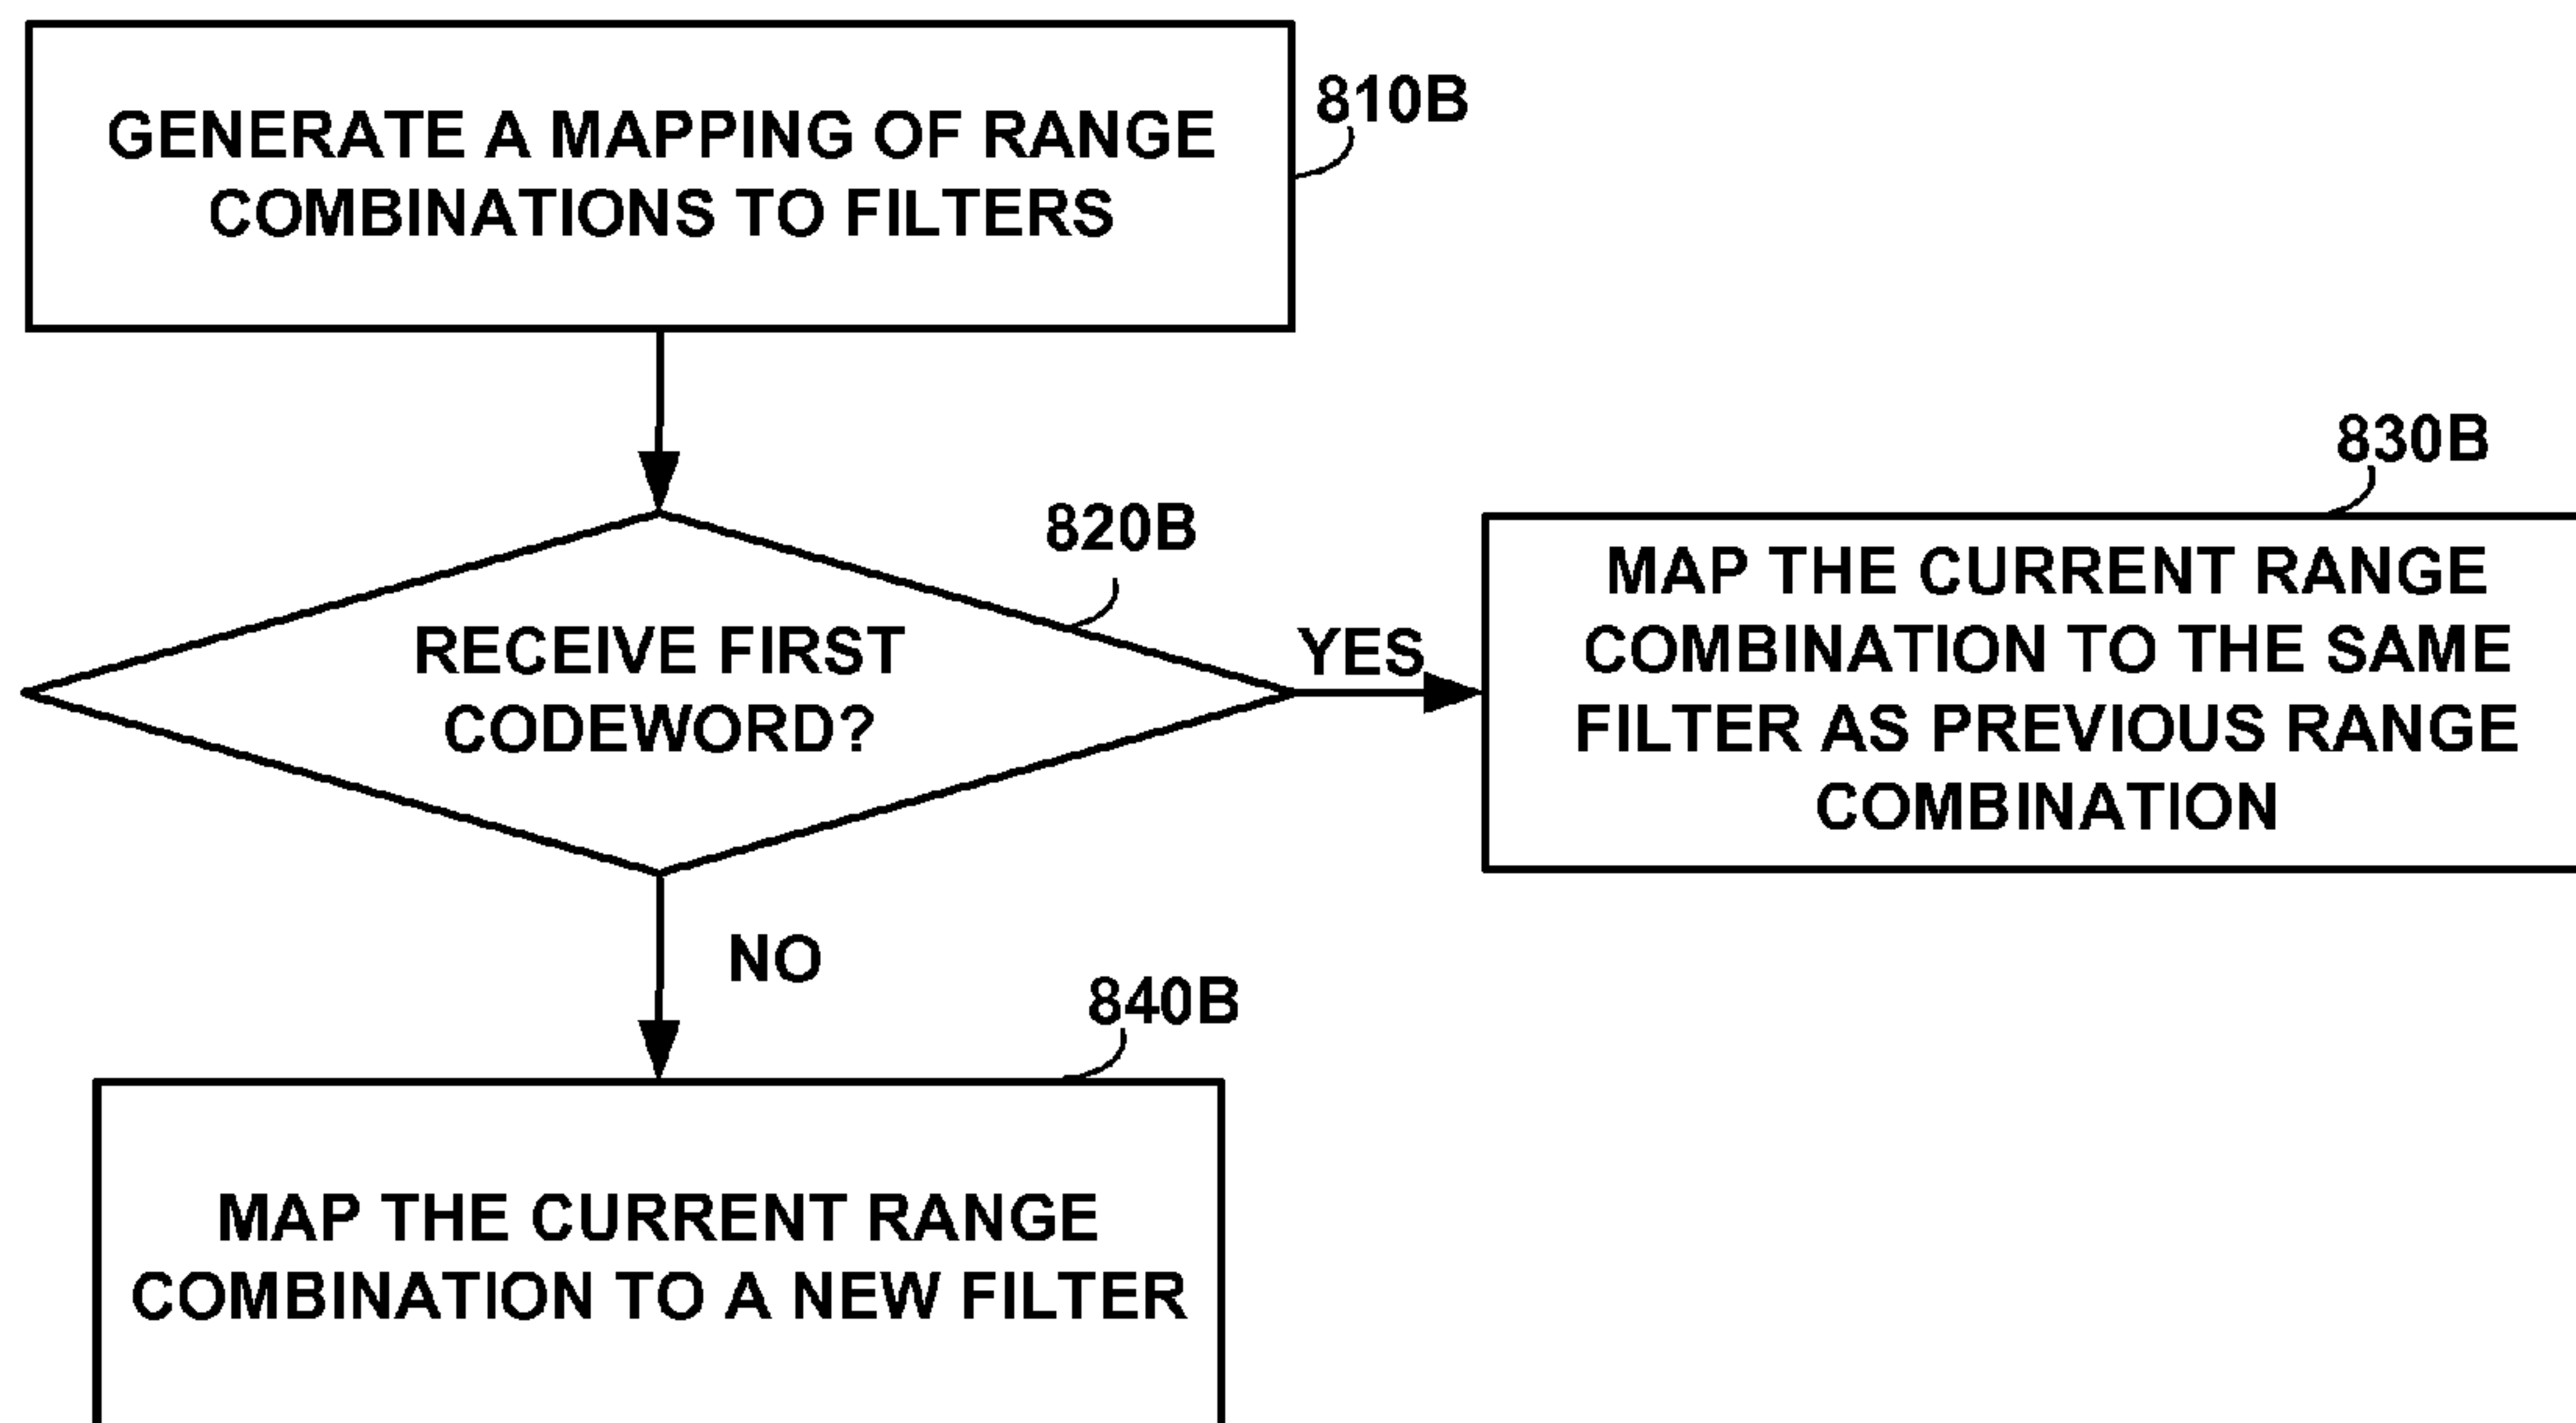 GENERATE A MAPPING OF RANGE
COMBINATIONS TO FILTERS
810B
820B
RECEIVE FIRST
CODEWORD?
YES
830B
MAP THE CURRENT RANGE
COMBINATION TO THE SAME
FILTER AS PREVIOUS RANGE
COMBINATION
NO
840B
MAP THE CURRENT RANGE
COMBINATION TO A NEW FILTER